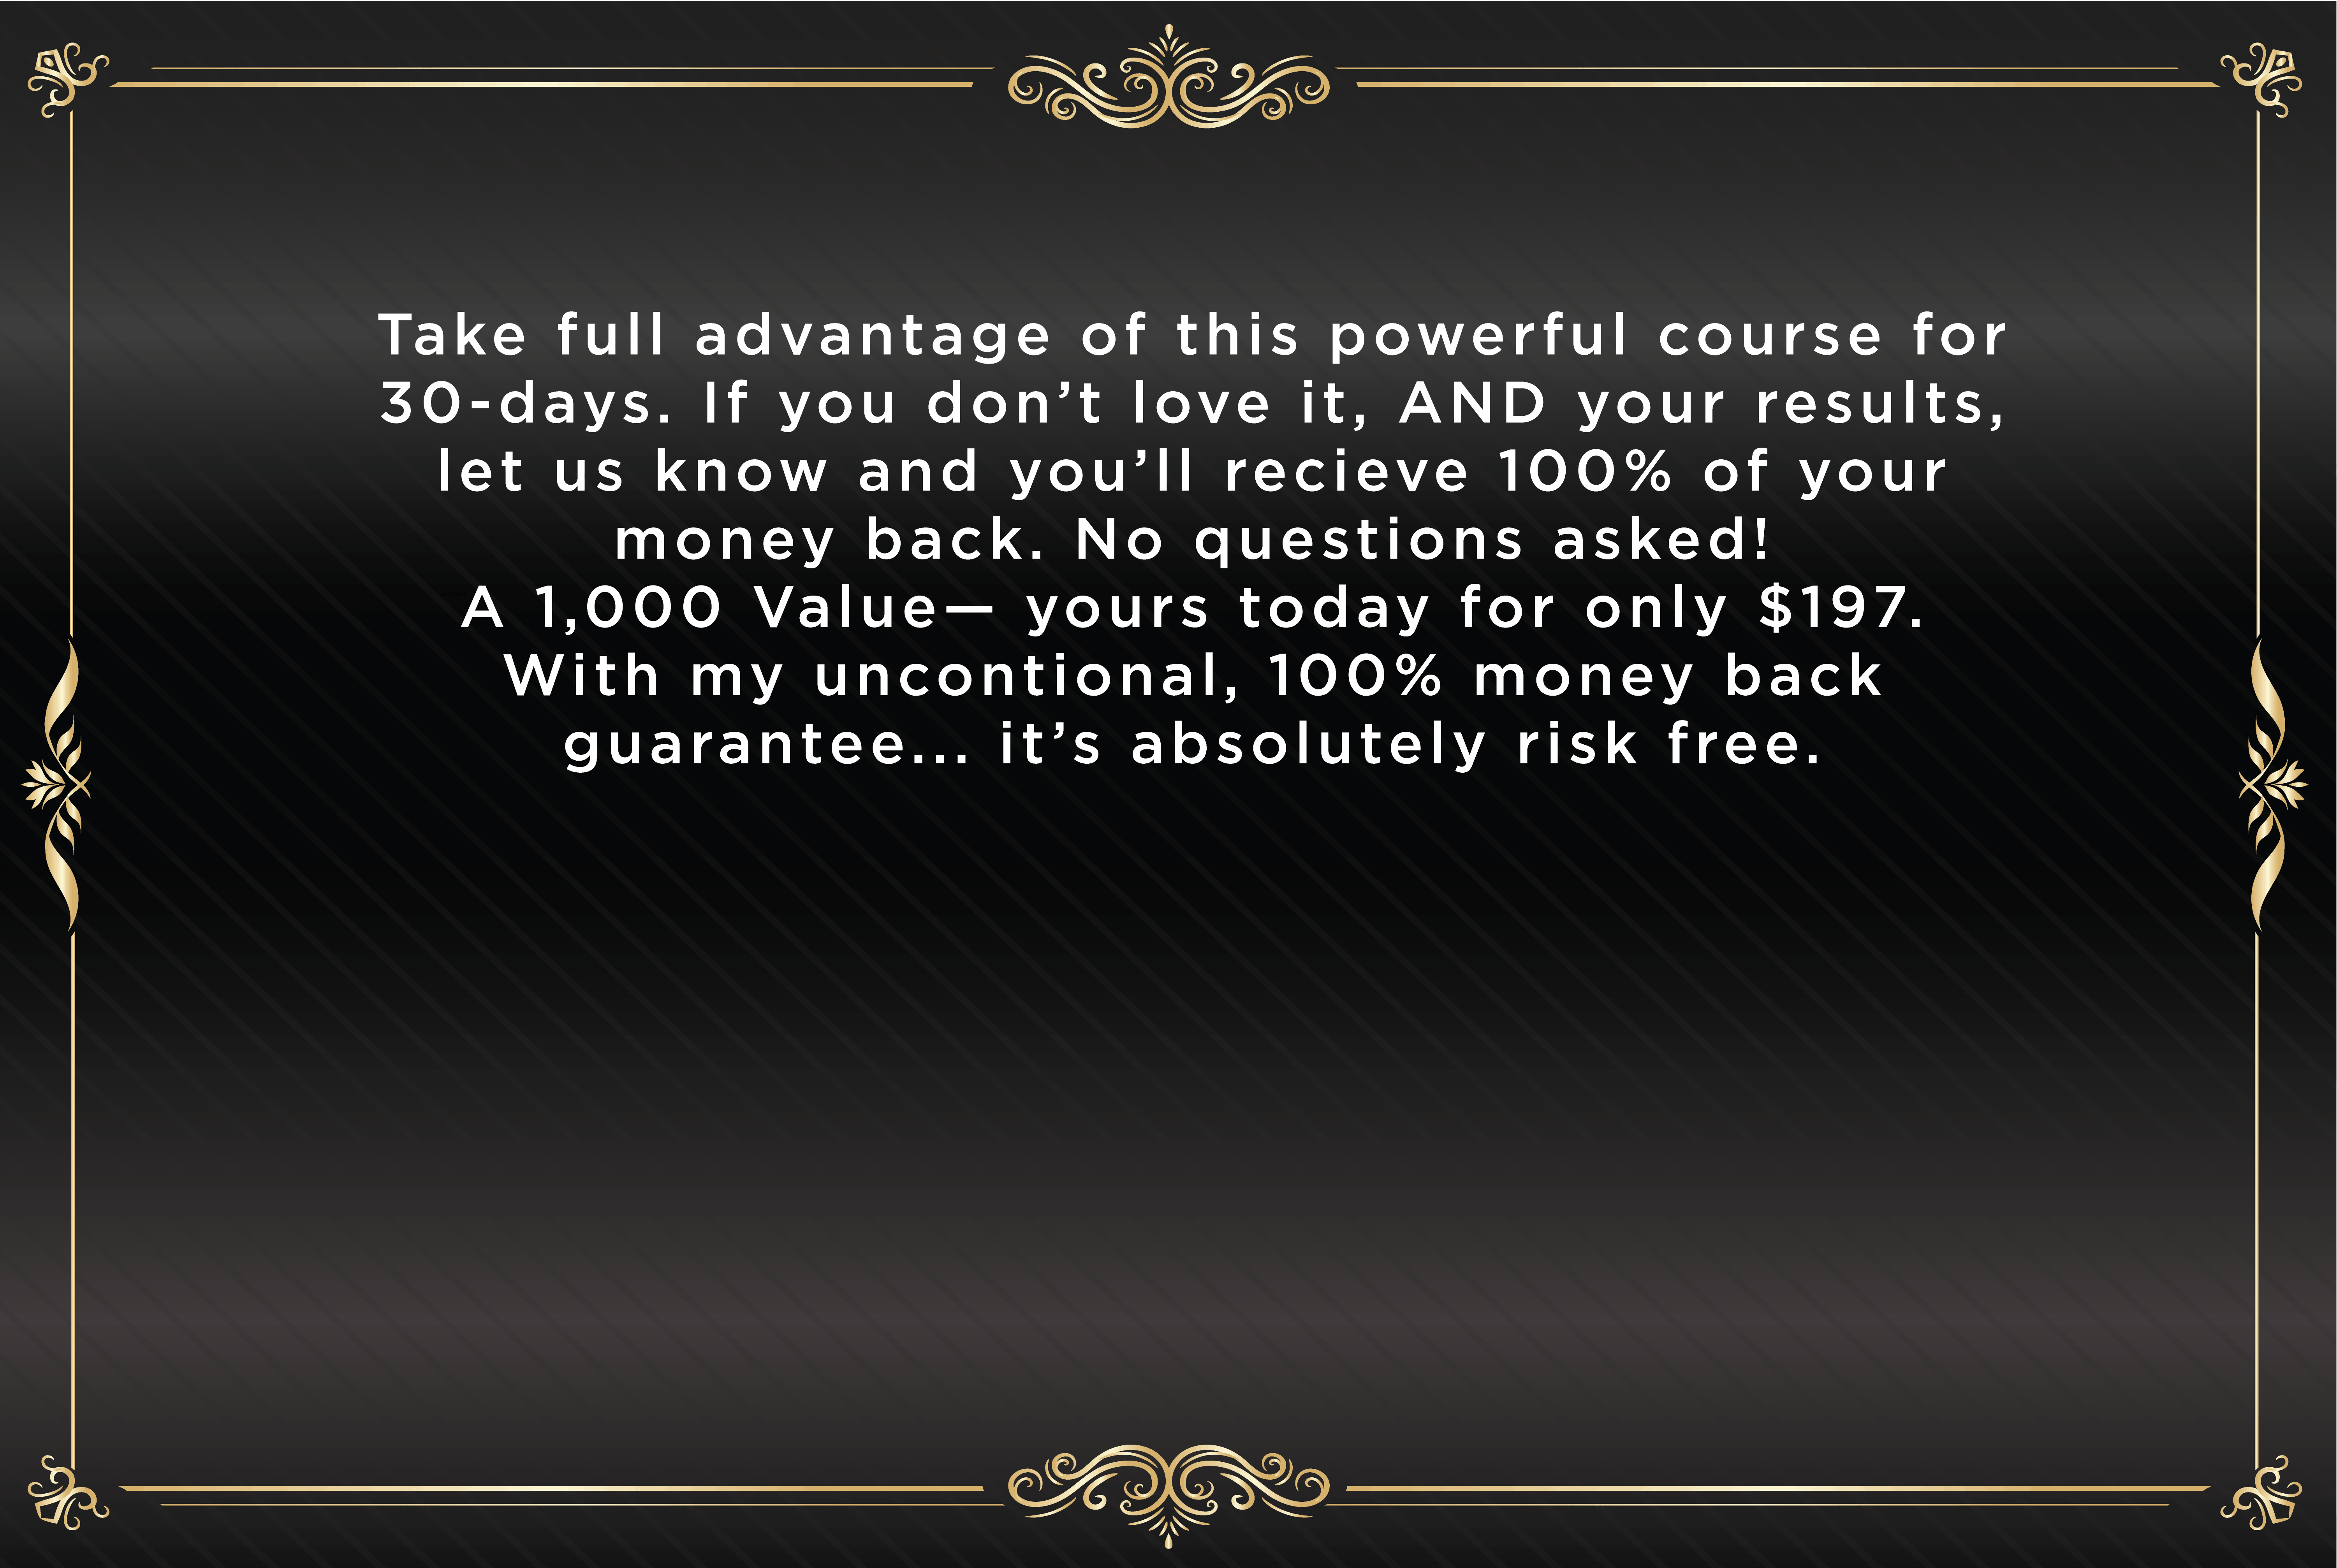 Take full advantage of this powerful course for
30-days. If you don’t love it, AND your results,
let us know and you’ll recieve 100% of your
money back. No questions asked!
A 1,000 Value— yours today for only $197.
With my uncontional, 100% money back
guarantee... it’s absolutely risk free.